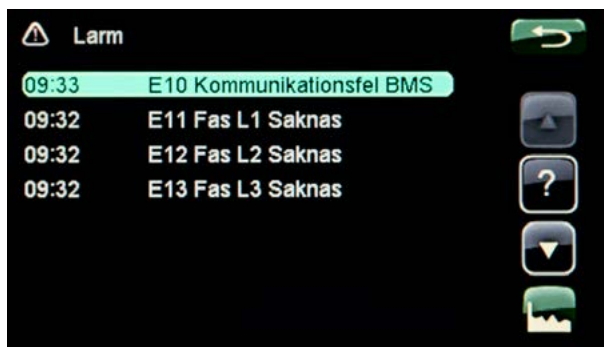 Larm
09:33 E10 Kommunikationsfel BMS
09:32 E11 Fas L1 Saknas
09:32 E12 Fas L2 Saknas
?
09:32 E13 Fas L3 Saknas